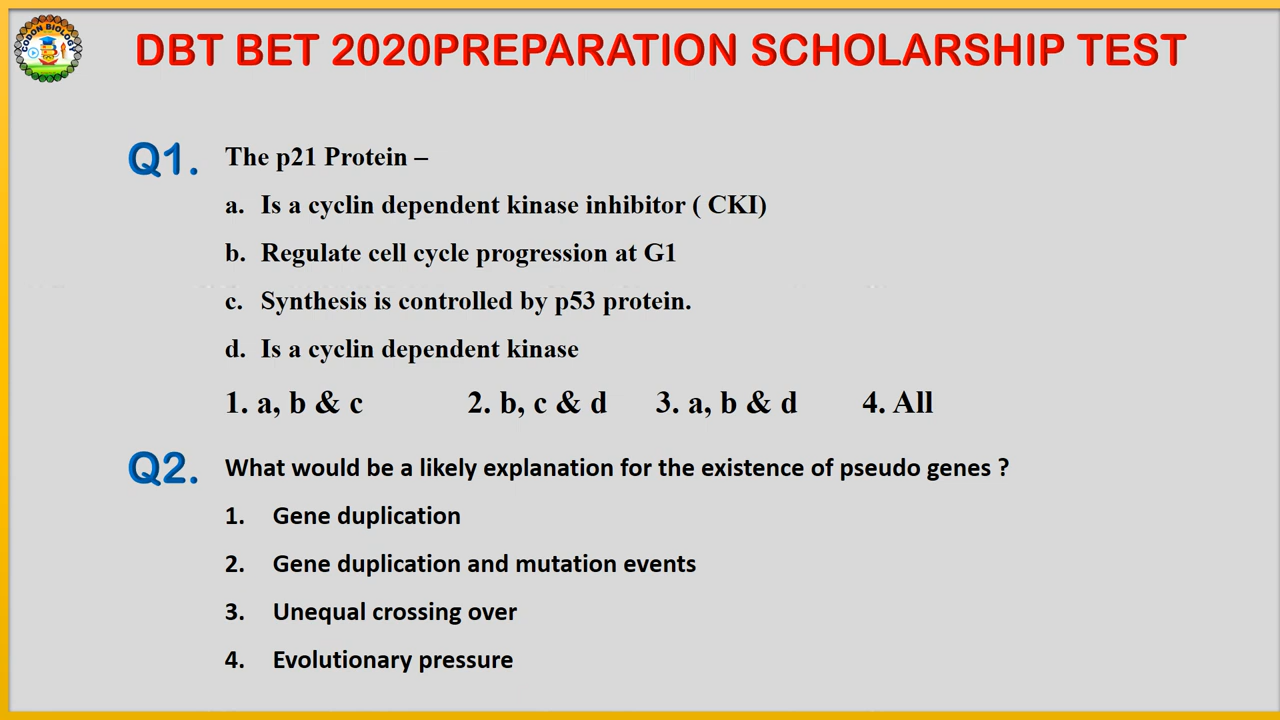 CODON BIOLOGY
DBT BET 2020PREPARATION SCHOLARSHIP TEST
Q1. The p21 Protein –
a. Is a cyclin dependent kinase inhibitor ( CKI)
b. Regulate cell cycle progression at G1
c. Synthesis is controlled by p53 protein.
d. Is a cyclin dependent kinase
1. a, b & c 2. b, c & d 3. a, b & d 4. All
Q2. What would be a likely explanation for the existence of pseudo genes ?
1. Gene duplication
2. Gene duplication and mutation events
3. Unequal crossing over
4. Evolutionary pressure